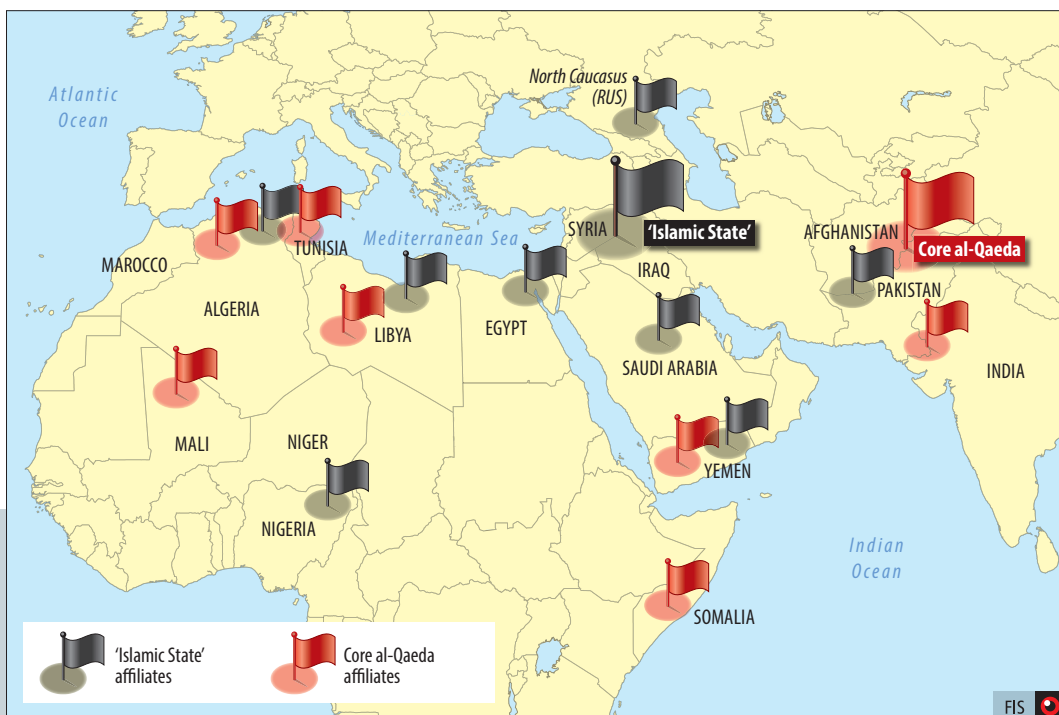 Atlantic
Ocean
North Caucasus
(RUS)
MAROCCO
TUNISIA
Mediterranean Sea
SYRIA
'Islamic State'
IRAQ
AFGHANISTAN
Core al-Qaeda
PAKISTAN
ALGERIA
LIBYA
EGYPT
SAUDI ARABIA
INDIA
MALI
NIGER
YEMEN
NIGERIA
Indian
Ocean
SOMALIA
'Islamic State'
affiliates
Core al-Qaeda
affiliates
FIS